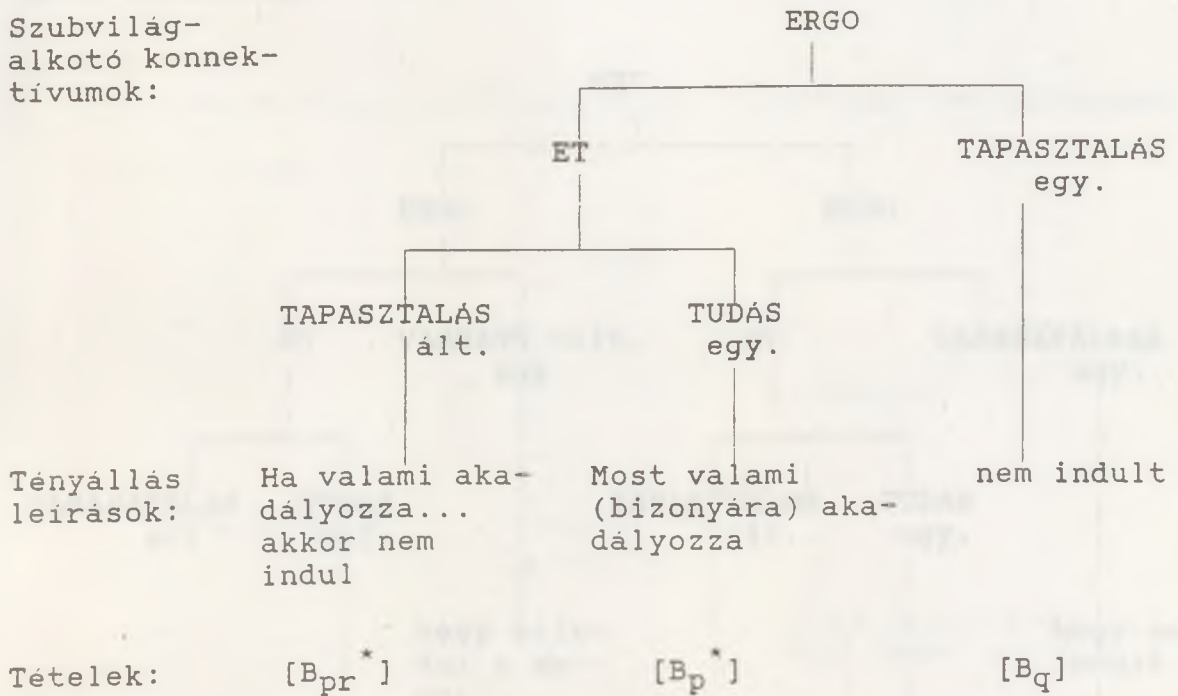 Szubvilág-
alkotó konnek-
tívumok:
ERGO
ET
TAPASZTALÁS
egy.
TAPASZTALÁS
ált.
TUDÁS
egy.
Tényállás
leírások:
Ha valami aka-
dályozza...
akkor nem
indul
Most valami
(bizonyára) aka-
dályozza
nem indult
Tételek:
[Bpr*]
[Bp*]
[Bq]